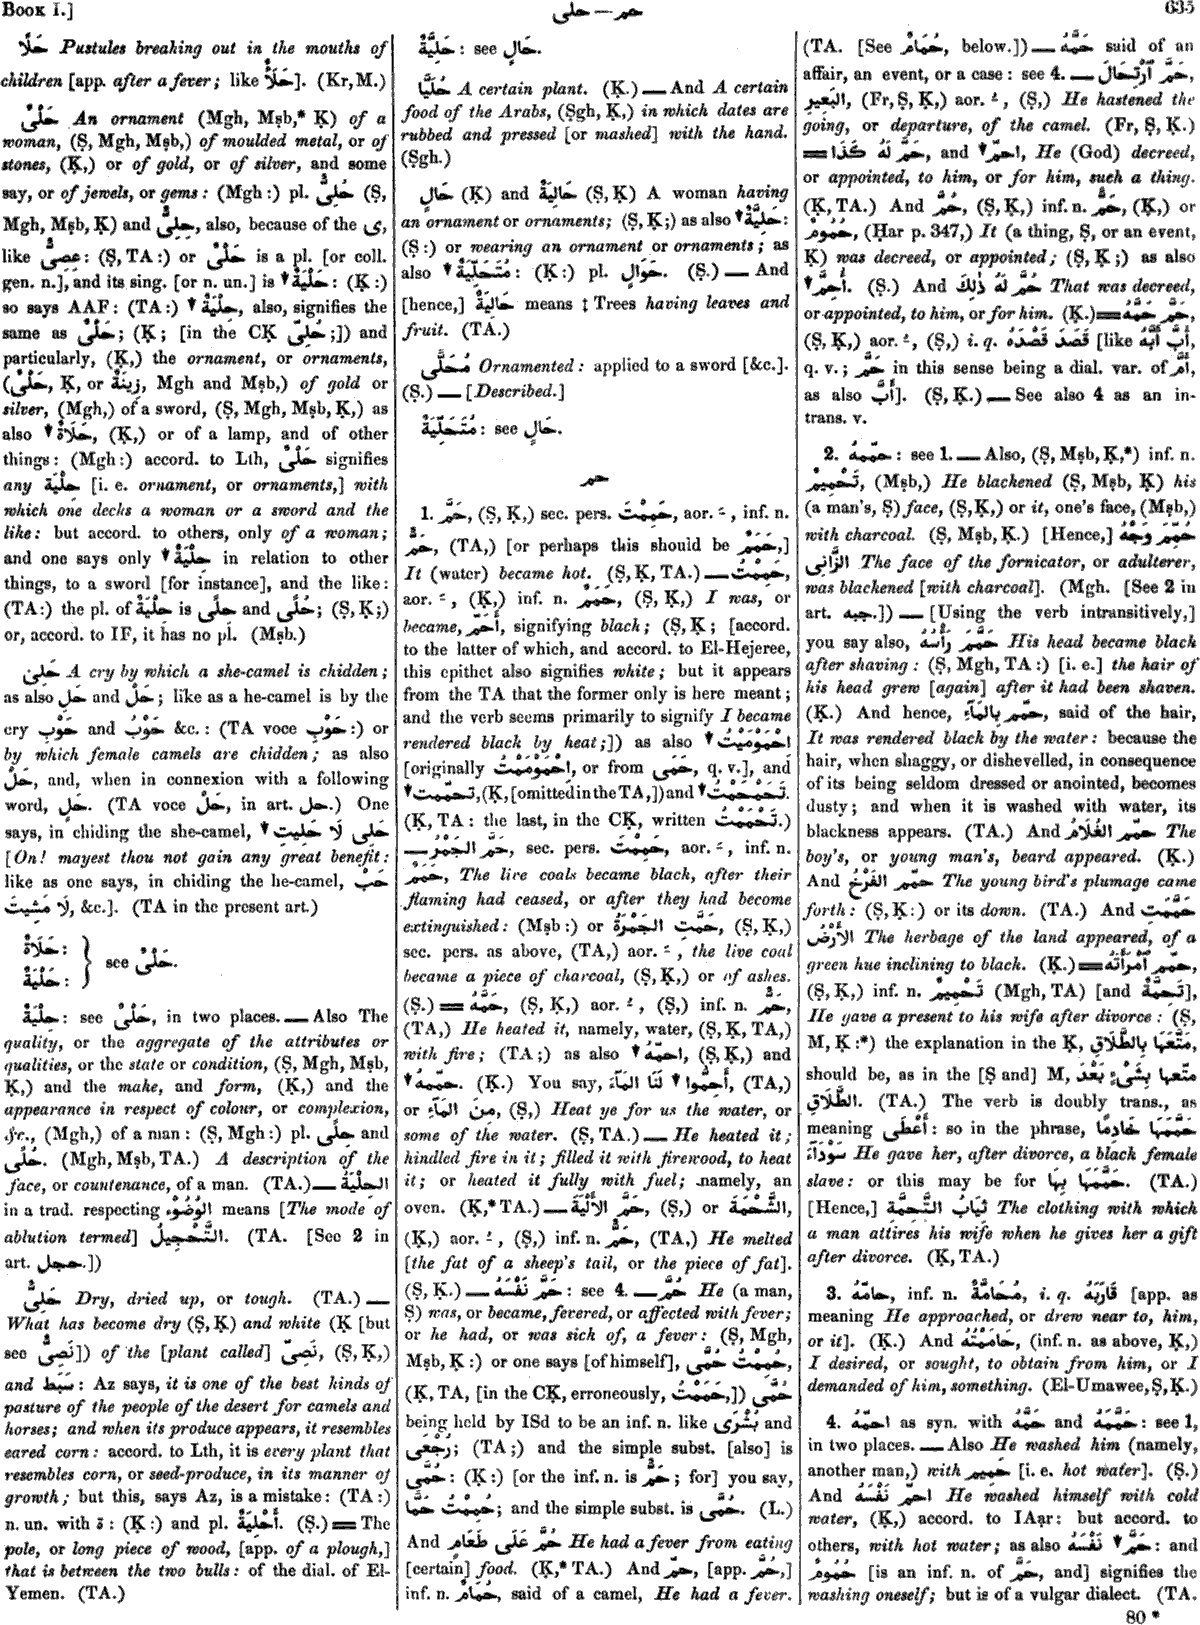 BOOK I.]
حلى — حم
635
حَلَأٌ Pustules breaking out in the mouths of
children [app. after a fever; like حَلَأٌ]. (Kr, M.)
حَلْىٌ An ornament (Mgh, Mṣb,* Ḳ) of a
woman, (Ṣ, Mgh, Mṣb,) of moulded metal, or of
stones, (Ḳ,) or of gold, or of silver, and some
say, or of jewels, or gems: (Mgh:) pl. حُلِىٌّ (Ṣ,
Mgh, Mṣb, Ḳ) and حِلِىٌّ, also, because of the ى,
like عِصِىٌّ: (Ṣ, TA:) or حَلْىٌ is a pl. [or coll.
gen. n.], and its sing. [or n. un.] is ▼ حَلْيَةٌ: (Ḳ:)
so says AAF: (TA:) ▼ حِلْيَةٌ, also, signifies the
same as حَلْىٌ; (Ḳ; [in the CK حُلِىّ;]) and
particularly, (Ḳ,) the ornament, or ornaments,
(حَلْىٌ, Ḳ, or زِينَةٌ, Mgh and Mṣb,) of gold or
silver, (Mgh,) of a sword, (Ṣ, Mgh, Mṣb, Ḳ,) as
also ▼ حَلَاةٌ, (Ḳ,) or of a lamp, and of other
things: (Mgh:) accord. to Lth, حَلْىٌ signifies
any حِلْيَة [i. e. ornament, or ornaments,] with
which one decks a woman or a sword and the
like: but accord. to others, only of a woman;
and one says only ▼ حِلْيَةٌ in relation to other
things, to a sword [for instance], and the like:
(TA:) the pl. of حِلْيَةٌ is حِلًى and حُلًى; (Ṣ, Ḳ;)
or, accord. to IF, it has no pl. (Mṣb.)
حَلِىْ A cry by which a she-camel is chidden;
as also حَلٍ and حَلْ; like as a he-camel is by the
cry حَوْبِ and حَوْبُ &c.: (TA voce حَوْبِ:) or
by which female camels are chidden; as also
حَلْ, and, when in connexion with a following
word, حَلٍ. (TA voce حَلْ, in art. حل.) One
says, in chiding the she-camel, ▼ حَلِى لَا حَلِيتِ
[On! mayest thou not gain any great benefit:
like as one says, in chiding the he-camel, حَبْ
لَا مَشَيْتَ, &c.]. (TA in the present art.)
حَلَاةٌ:
حَلْيَةٌ:
} see حَلْىٌ.
حِلْيَةٌ: see حَلْىٌ, in two places. — Also The
quality, or the aggregate of the attributes or
qualities, or the state or condition, (Ṣ, Mgh, Mṣb,
Ḳ,) and the make, and form, (Ḳ,) and the
appearance in respect of colour, or complexion,
&c., (Mgh,) of a man: (Ṣ, Mgh:) pl. حِلًى and
حُلًى. (Mgh, Mṣb, TA.) A description of the
face, or countenance, of a man. (TA.) — الحِلْيَةُ
in a trad. respecting الوُضُوْء means [The mode of
ablution termed] التَّحْجِيلُ. (TA. [See 2 in
art. حجل.])
حَلِىٌّ Dry, dried up, or tough. (TA.) —
What has become dry (Ṣ, Ḳ) and white (Ḳ [but
see نَصِىٌّ]) of the [plant called] نَصِىّ, (Ṣ, Ḳ,)
and سَبَط: Az says, it is one of the best kinds of
pasture of the people of the desert for camels and
horses; and when its produce appears, it resembles
eared corn: accord. to Lth, it is every plant that
resembles corn, or seed-produce, in its manner of
growth; but this, says Az, is a mistake: (TA:)
n. un. with ة: (Ḳ:) and pl. أَحْلِيَةٌ. (Ṣ.) = The
pole, or long piece of wood, [app. of a plough,]
that is between the two bulls: of the dial. of El-
Yemen. (TA.)
حَلِيَّةٌ: see حَالٍ.
حُلَيَّا A certain plant. (Ḳ.) — And A certain
food of the Arabs, (Ṣgh, Ḳ,) in which dates are
rubbed and pressed [or mashed] with the hand.
(Ṣgh.)
حَالٍ (Ḳ) and حَالِيَةٌ (Ṣ, Ḳ) A woman having
an ornament or ornaments; (Ṣ, Ḳ;) as also ▼ حَلِيَّةٌ:
(Ṣ:) or wearing an ornament or ornaments; as
also ▼ مُتَحَلِّيَةٌ: (Ḳ:) pl. حَوَالٍ. (Ṣ.) — And
[hence,] حَالِيَةٌ means ‡ Trees having leaves and
fruit. (TA.)
مُحَلًّى Ornamented: applied to a sword [&c.].
(Ṣ.) — [Described.]
مُتَحَلِّيَةٌ: see حَالٍ.
حم
1. حَمَّ, (Ṣ, Ḳ,) sec. pers. حَمِمْتَ, aor. ـَ, inf. n.
حَمٌّ, (TA,) [or perhaps this should be حَمَمٌ,]
It (water) became hot. (Ṣ, Ḳ, TA.) — حَمِمْتُ,
aor. ـَ, (Ḳ,) inf. n. حَمَمٌ, (Ṣ, Ḳ,) I was, or
became, أَحَمّ, signifying black; (Ṣ, Ḳ; [accord.
to the latter of which, and accord. to El-Hejeree,
this epithet also signifies white; but it appears
from the TA that the former only is here meant;
and the verb seems primarily to signify I became
rendered black by heat;]) as also ▼ احْمَوْمَيْتُ
[originally اِحْمَوْمَمْتُ, or from حَمَى, q. v.], and
▼ تحمّمت, (Ḳ, [omitted in the TA,]) and ▼ تَحَمْحَمْتُ.
(Ḳ, TA: the last, in the CḲ, written تَحَمَّمْتُ.)
— حَمَّ الجَمْرُ, sec. pers. حَمِمْتَ, aor. ـَ, inf. n.
حَمَمٌ, The live coals became black, after their
flaming had ceased, or after they had become
extinguished: (Mṣb:) or حَمَّتِ الجَمْرَةُ, (Ṣ, Ḳ,)
sec. pers. as above, (TA,) aor. ـَ, the live coal
became a piece of charcoal, (Ṣ, Ḳ,) or of ashes.
(Ṣ.) = حَمَّهُ, (Ṣ, Ḳ,) aor. ـُ, (Ṣ,) inf. n. حَمٌّ,
(TA,) He heated it, namely, water, (Ṣ, Ḳ, TA,)
with fire; (TA;) as also ▼ احمّهُ, (Ṣ, Ḳ,) and
▼ حمّمهُ. (Ḳ.) You say, أَحِمُّوا ▼ لَنَا المَآءَ, (TA,)
or مِنَ المَآءِ, (Ṣ,) Heat ye for us the water, or
some of the water. (Ṣ, TA.) — He heated it;
kindled fire in it; filled it with firewood, to heat
it; or heated it fully with fuel; namely, an
oven. (Ḳ,* TA.) — حَمَّ الأَلْيَةَ, (Ṣ,) or الشَّحْمَةَ,
(Ḳ,) aor. ـُ, (Ṣ,) inf. n. حَمٌّ, (TA,) He melted
[the fat of a sheep's tail, or the piece of fat].
(Ṣ, Ḳ.) — حَمَّ نَفْسَهُ: see 4. — حُمَّ He (a man,
Ṣ) was, or became, fevered, or affected with fever;
or he had, or was sick of, a fever: (Ṣ, Mgh,
Mṣb, Ḳ:) or one says [of himself], حُمِمْتُ حُمَّى,
(Ḳ, TA, [in the CḲ, erroneously, حَمَمْتُ,]) حُمَّى
being held by ISd to be an inf. n. like بُشْرَى and
رُجْعَى; (TA;) and the simple subst. [also] is
حُمَّى: (Ḳ:) [or the inf. n. is حَمٌّ; for] you say,
حُمِمْتُ حَمًّا; and the simple subst. is حُمَّى. (L.)
And حُمَّ عَلَى طَعَامٍ He had a fever from eating
[certain] food. (Ḳ,* TA.) And حمّ, [app. حُمَّ,]
inf. n. حُمَامٌ, said of a camel, He had a fever.
(TA. [See حُمَامٌ, below.]) — حَمَّهُ said of an
affair, an event, or a case: see 4. — حَمَّ ٱرْتِحَالَ
البَعِيرِ, (Fr, Ṣ, Ḳ,) aor. ـُ, (Ṣ,) He hastened the
going, or departure, of the camel. (Fr, Ṣ, Ḳ.)
= حَمَّ لَهُ كَذَا, and ▼ احمّ, He (God) decreed,
or appointed, to him, or for him, such a thing.
(Ḳ, TA.) And حُمَّ, (Ṣ, Ḳ,) inf. n. حَمٌّ, (Ḳ,) or
حُمُومٌ, (Ḥar p. 347,) It (a thing, Ṣ, or an event,
Ḳ) was decreed, or appointed; (Ṣ, Ḳ;) as also
▼ أُحِمَّ. (Ṣ.) And حُمَّ لَهُ ذٰلِكَ That was decreed,
or appointed, to him, or for him. (Ḳ.) = حَمَّ حَمَّهُ,
(Ṣ, Ḳ,) aor. ـُ, (Ṣ,) i. q. قَصَدَ قَصْدَهُ [like أَبَّ أَبَّهُ,
q. v.; حَمَّ in this sense being a dial. var. of أَمَّ,
as also أَبَّ]. (Ṣ, Ḳ.) — See also 4 as an in-
trans. v.
2. حمّمهُ: see 1. — Also, (Ṣ, Mṣb, Ḳ,*) inf. n.
تَحْمِيمٌ, (Mṣb,) He blackened (Ṣ, Mṣb, Ḳ) his
(a man's, Ṣ) face, (Ṣ, Ḳ,) or it, one's face, (Mṣb,)
with charcoal. (Ṣ, Mṣb, Ḳ.) [Hence,] حُمِّمَ وَجْهُ
الزَّانِى The face of the fornicator, or adulterer,
was blackened [with charcoal]. (Mgh. [See 2 in
art. جبه.]) — [Using the verb intransitively,]
you say also, حَمَّمَ رَأْسُهُ His head became black
after shaving: (Ṣ, Mgh, TA:) [i. e.] the hair of
his head grew [again] after it had been shaven.
(Ḳ.) And hence, حُمِّمَ بِالمَآءِ, said of the hair,
It was rendered black by the water: because the
hair, when shaggy, or dishevelled, in consequence
of its being seldom dressed or anointed, becomes
dusty; and when it is washed with water, its
blackness appears. (TA.) And حمّم الغُلَامُ The
boy's, or young man's, beard appeared. (Ḳ.)
And حمّم الفَرْخُ The young bird's plumage came
forth: (Ṣ, Ḳ:) or its down. (TA.) And حَمَّمَتِ
الأَرْضُ The herbage of the land appeared, of a
green hue inclining to black. (Ḳ.) = حمّم ٱمْرَأَتَهُ,
(Ṣ, Ḳ,) inf. n. تَحْمِيمٌ (Mgh, TA) [and تَحِمَّةٌ],
He gave a present to his wife after divorce: (Ṣ,
M, Ḳ:*) the explanation in the Ḳ, مَتَّعَهَا بِالطَّلَاقِ,
should be, as in the [Ṣ and] M, متّعها بِشَىْءٍ بَعْدَ
الطَّلَاقِ. (TA.) The verb is doubly trans., as
meaning أَعْطَى: so in the phrase, حَمَّمَهَا خَادِمًا
سَوْدَآءَ He gave her, after divorce, a black female
slave: or this may be for حَمَّمَهَا بِهَا. (TA.)
[Hence,] ثِيَابُ التَّحِمَّةِ The clothing with which
a man attires his wife when he gives her a gift
after divorce. (Ḳ, TA.)
3. حامّهُ, inf. n. مُحَامَّةٌ, i. q. قَارَبَهُ [app. as
meaning He approached, or drew near to, him,
or it]. (Ḳ.) And حَامَمْتُهُ, (inf. n. as above, Ḳ,)
I desired, or sought, to obtain from him, or I
demanded of him, something. (El-Umawee, Ṣ, Ḳ.)
4. احمّهُ as syn. with حَمَّهُ and حَمَّمَهُ: see 1,
in two places. — Also He washed him (namely,
another man,) with حَمِيم [i. e. hot water]. (Ṣ.)
And احمّ نَفْسَهُ He washed himself with cold
water, (Ḳ,) accord. to IAạr: but accord. to
others, with hot water; as also ▼ حَمَّ نَفْسَهُ: and
حُمُومٌ [is an inf. n. of حَمَّ, and] signifies the
washing oneself; but is of a vulgar dialect. (TA.
80 *